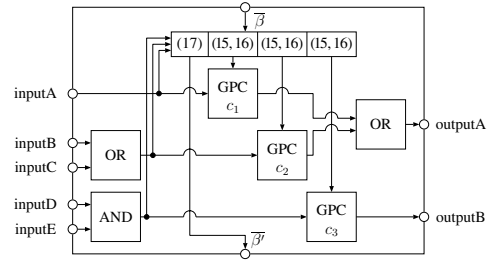 β̅
(17) (15, 16) (15, 16) (15, 16)
inputA
GPC
c₁
outputA
OR
inputB
OR
inputC
GPC
c₂
inputD
AND
inputE
GPC
c₃
outputB
β̅′